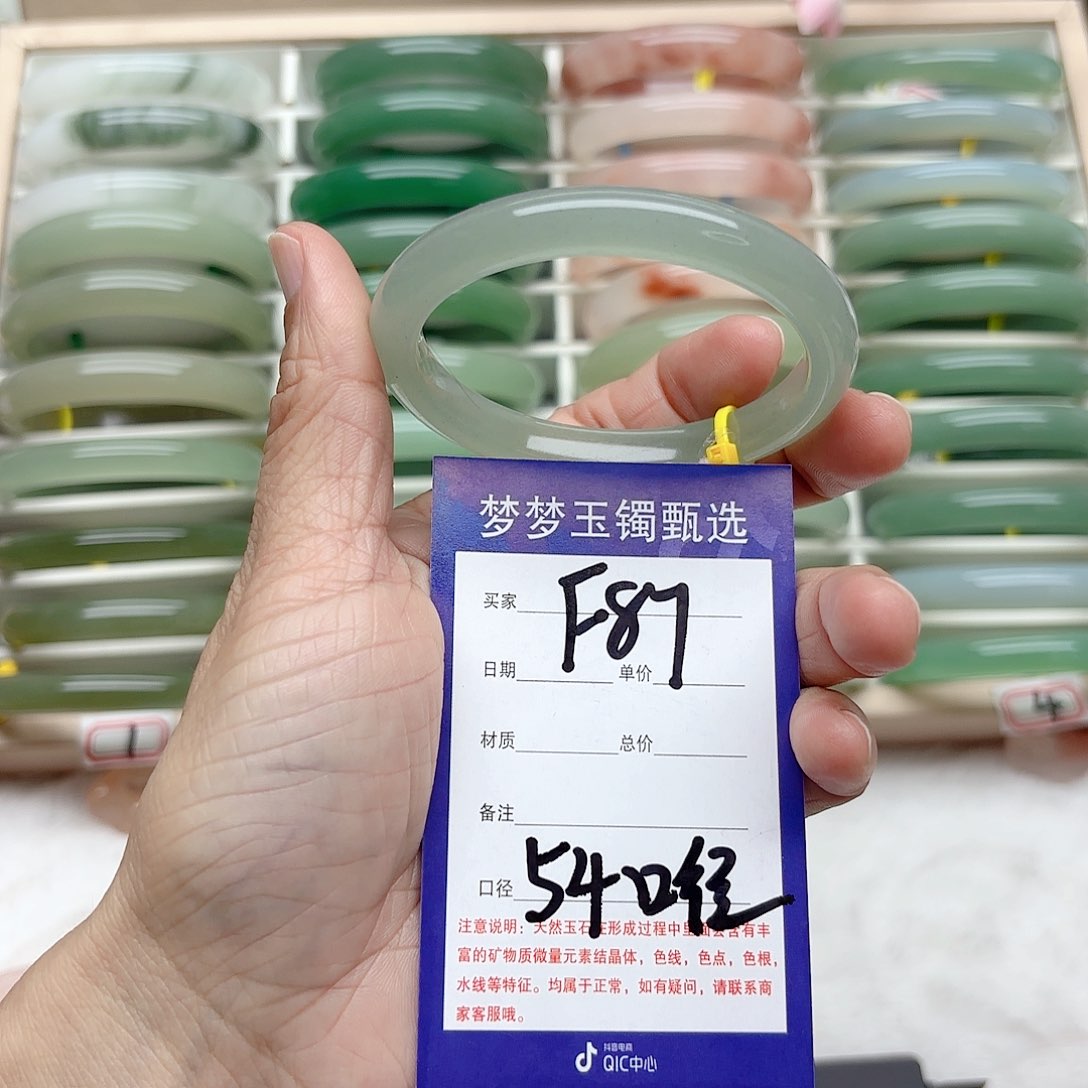 梦梦玉镯甄选
买家 F87
日期 单价
材质 总价
备注
口径 54口径
注意说明：天然玉石在形成过程中里面会含有丰
富的矿物质微量元素结晶体，色线，色点，色根，
水线等特征。均属于正常，如有疑问，请联系商
家客服哦。
抖音电商
QIC中心
1
4